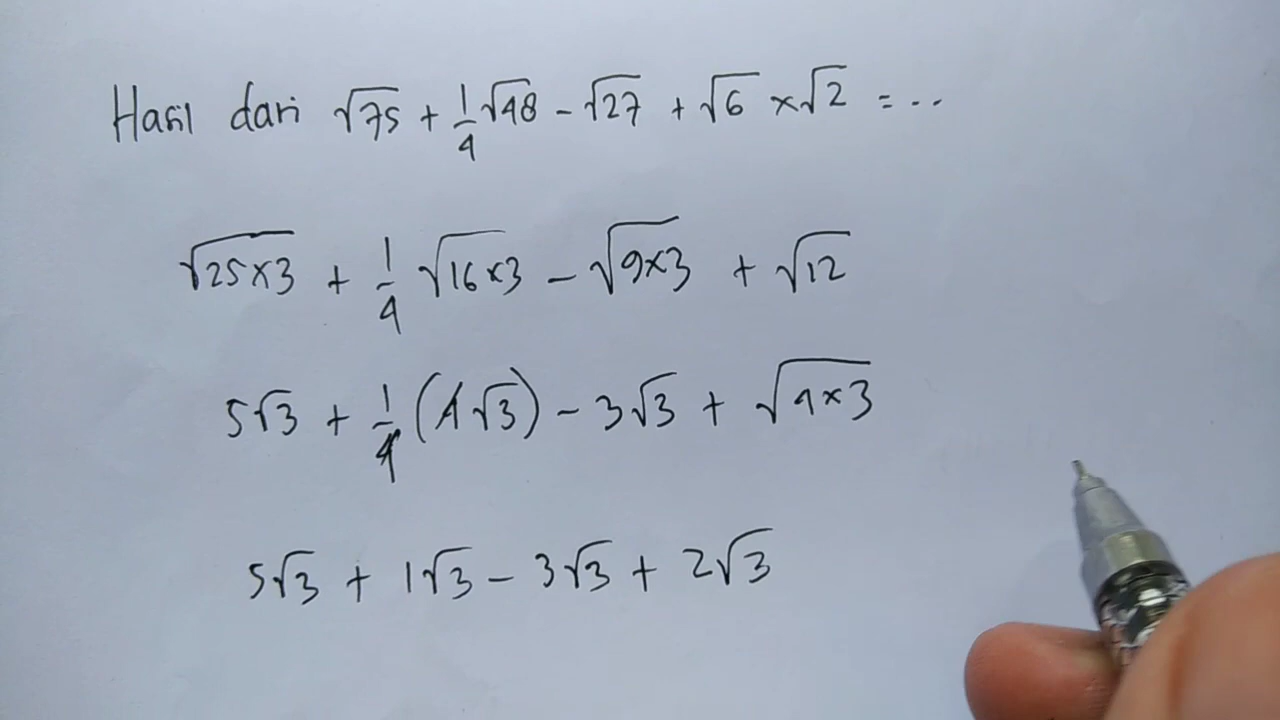 Hasil dari √75 + 1/4 √48 - √27 + √6 × √2 = ...
√25×3 + 1/4 √16×3 - √9×3 + √12
5√3 + 1/4 (4√3) - 3√3 + √4×3
5√3 + 1√3 - 3√3 + 2√3